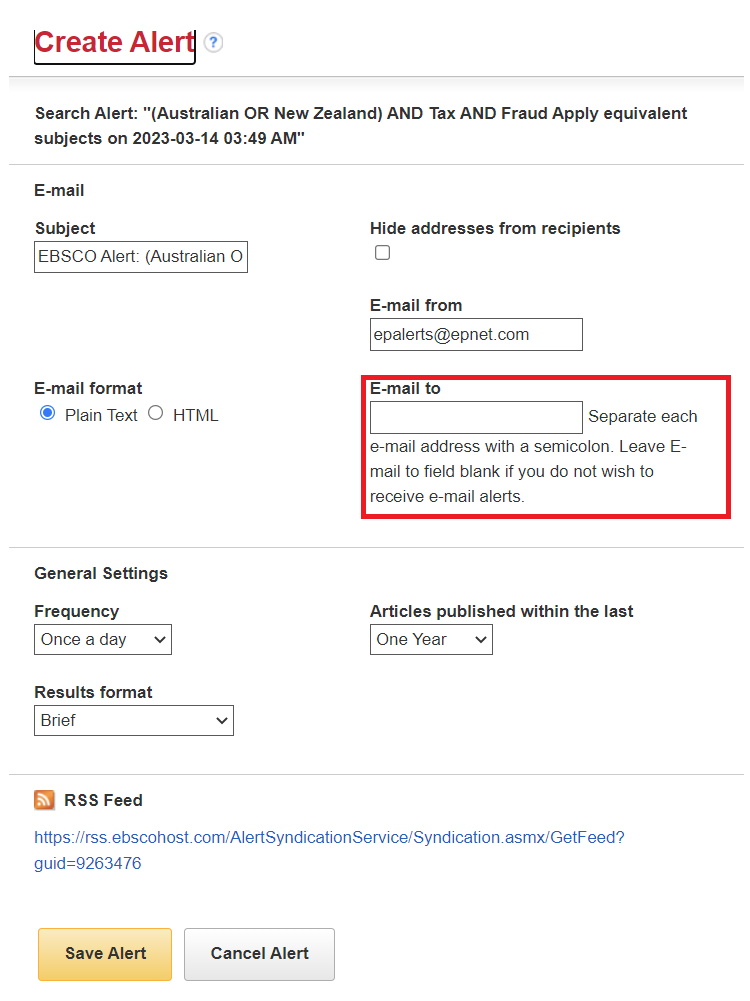 Create Alert ?
Search Alert: "(Australian OR New Zealand) AND Tax AND Fraud Apply equivalent
subjects on 2023-03-14 03:49 AM"
E-mail
Subject
EBSCO Alert: (Australian O
Hide addresses from recipients
E-mail from
epalerts@epnet.com
E-mail format
Plain Text HTML
E-mail to
Separate each
e-mail address with a semicolon. Leave E-
mail to field blank if you do not wish to
receive e-mail alerts.
General Settings
Frequency
Once a day
Articles published within the last
One Year
Results format
Brief
RSS Feed
https://rss.ebscohost.com/AlertSyndicationService/Syndication.asmx/GetFeed?
guid=9263476
Save Alert Cancel Alert